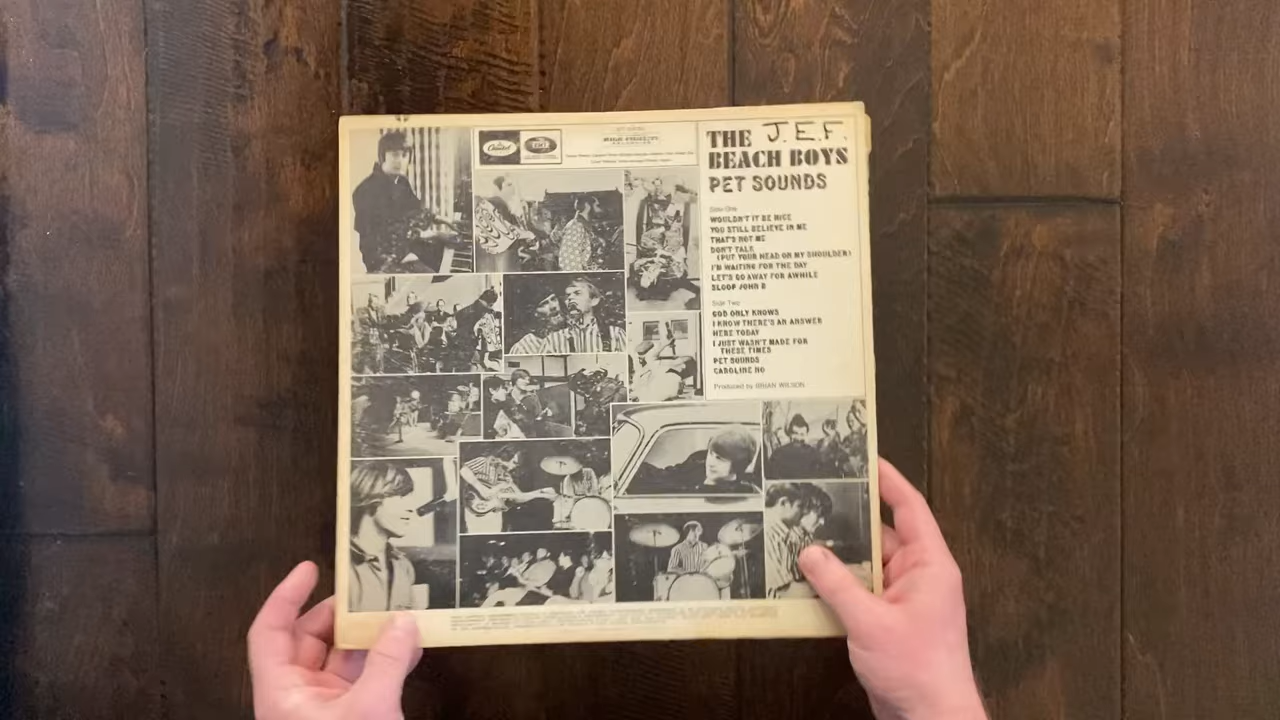 Capitol
EMI
THE J.E.F.
BEACH BOYS
PET SOUNDS
Side One
WOULDN'T IT BE NICE
YOU STILL BELIEVE IN ME
THAT'S NOT ME
DON'T TALK
(PUT YOUR HEAD ON MY SHOULDER)
I'M WAITING FOR THE DAY
LET'S GO AWAY FOR AWHILE
SLOOP JOHN B
Side Two
GOD ONLY KNOWS
I KNOW THERE'S AN ANSWER
HERE TODAY
I JUST WASN'T MADE FOR
THESE TIMES
PET SOUNDS
CAROLINE NO
Produced by BRIAN WILSON